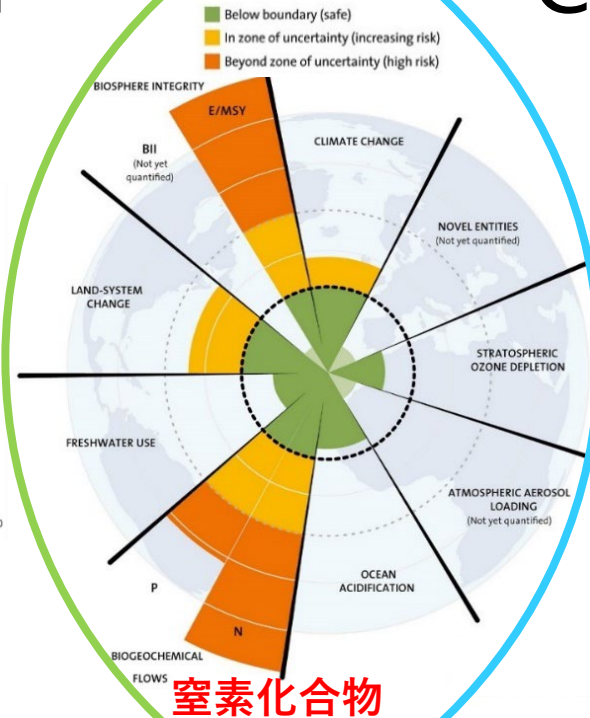 Below boundary (safe)
In zone of uncertainty (increasing risk)
Beyond zone of uncertainty (high risk)
BIOSPHERE INTEGRITY
E/MSY
CLIMATE CHANGE
BII
(Not yet
quantified)
NOVEL ENTITIES
(Not yet quantified)
LAND-SYSTEM
CHANGE
STRATOSPHERIC
OZONE DEPLETION
FRESHWATER USE
ATMOSPHERIC AEROSOL
LOADING
(Not yet quantified)
P
OCEAN
ACIDIFICATION
N
BIOGEOCHEMICAL
FLOWS
窒素化合物